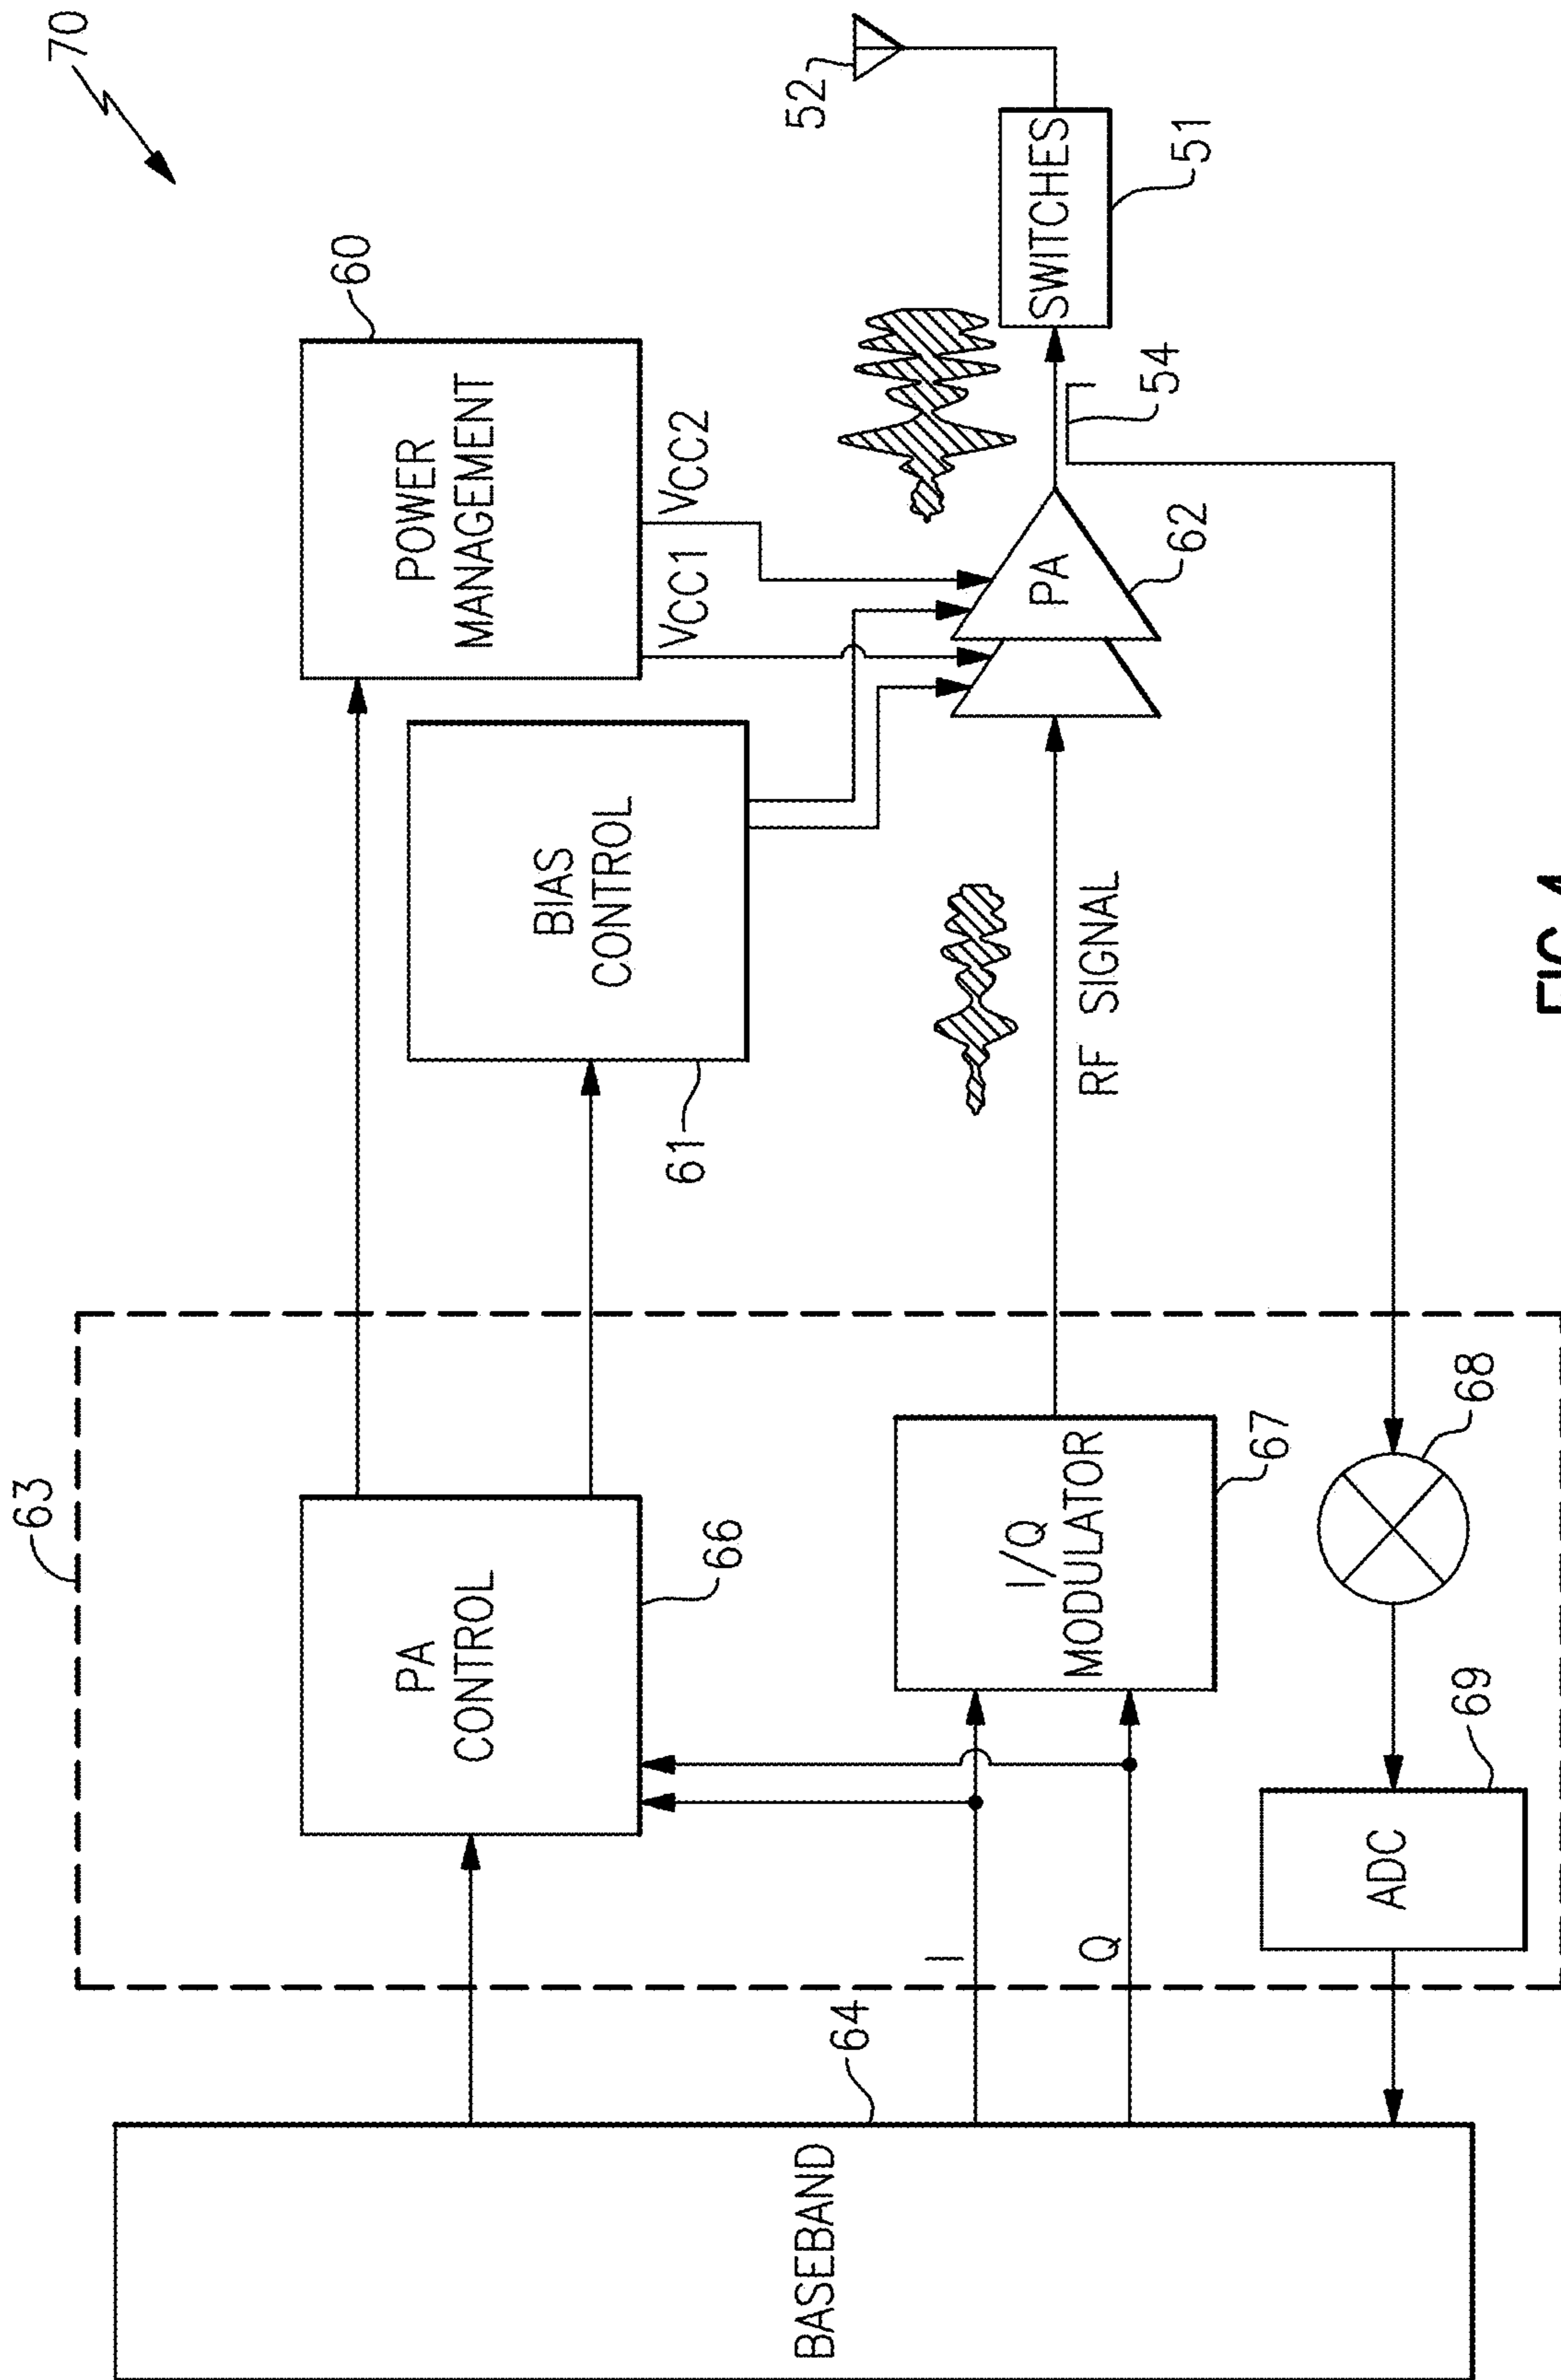 70
63
60
POWER
MANAGEMENT
PA
CONTROL
66
BIAS
CONTROL
61
VCC1
VCC2
52
64
BASEBAND
I
Q
I/Q
MODULATOR
67
RF SIGNAL
PA
62
SWITCHES
51
54
68
ADC
69